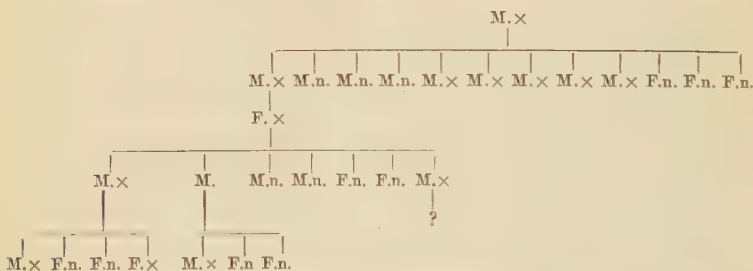 M. ×
M. × M.n. M.n. M.n. M. × M. × M. × M. × M. × F.n. F.n. F.n.
F. ×
M. × M. M.n. M.n. F.n. F.n. M. ×
?
M. × F.n. F.n. F. × M. × F.n F.n.